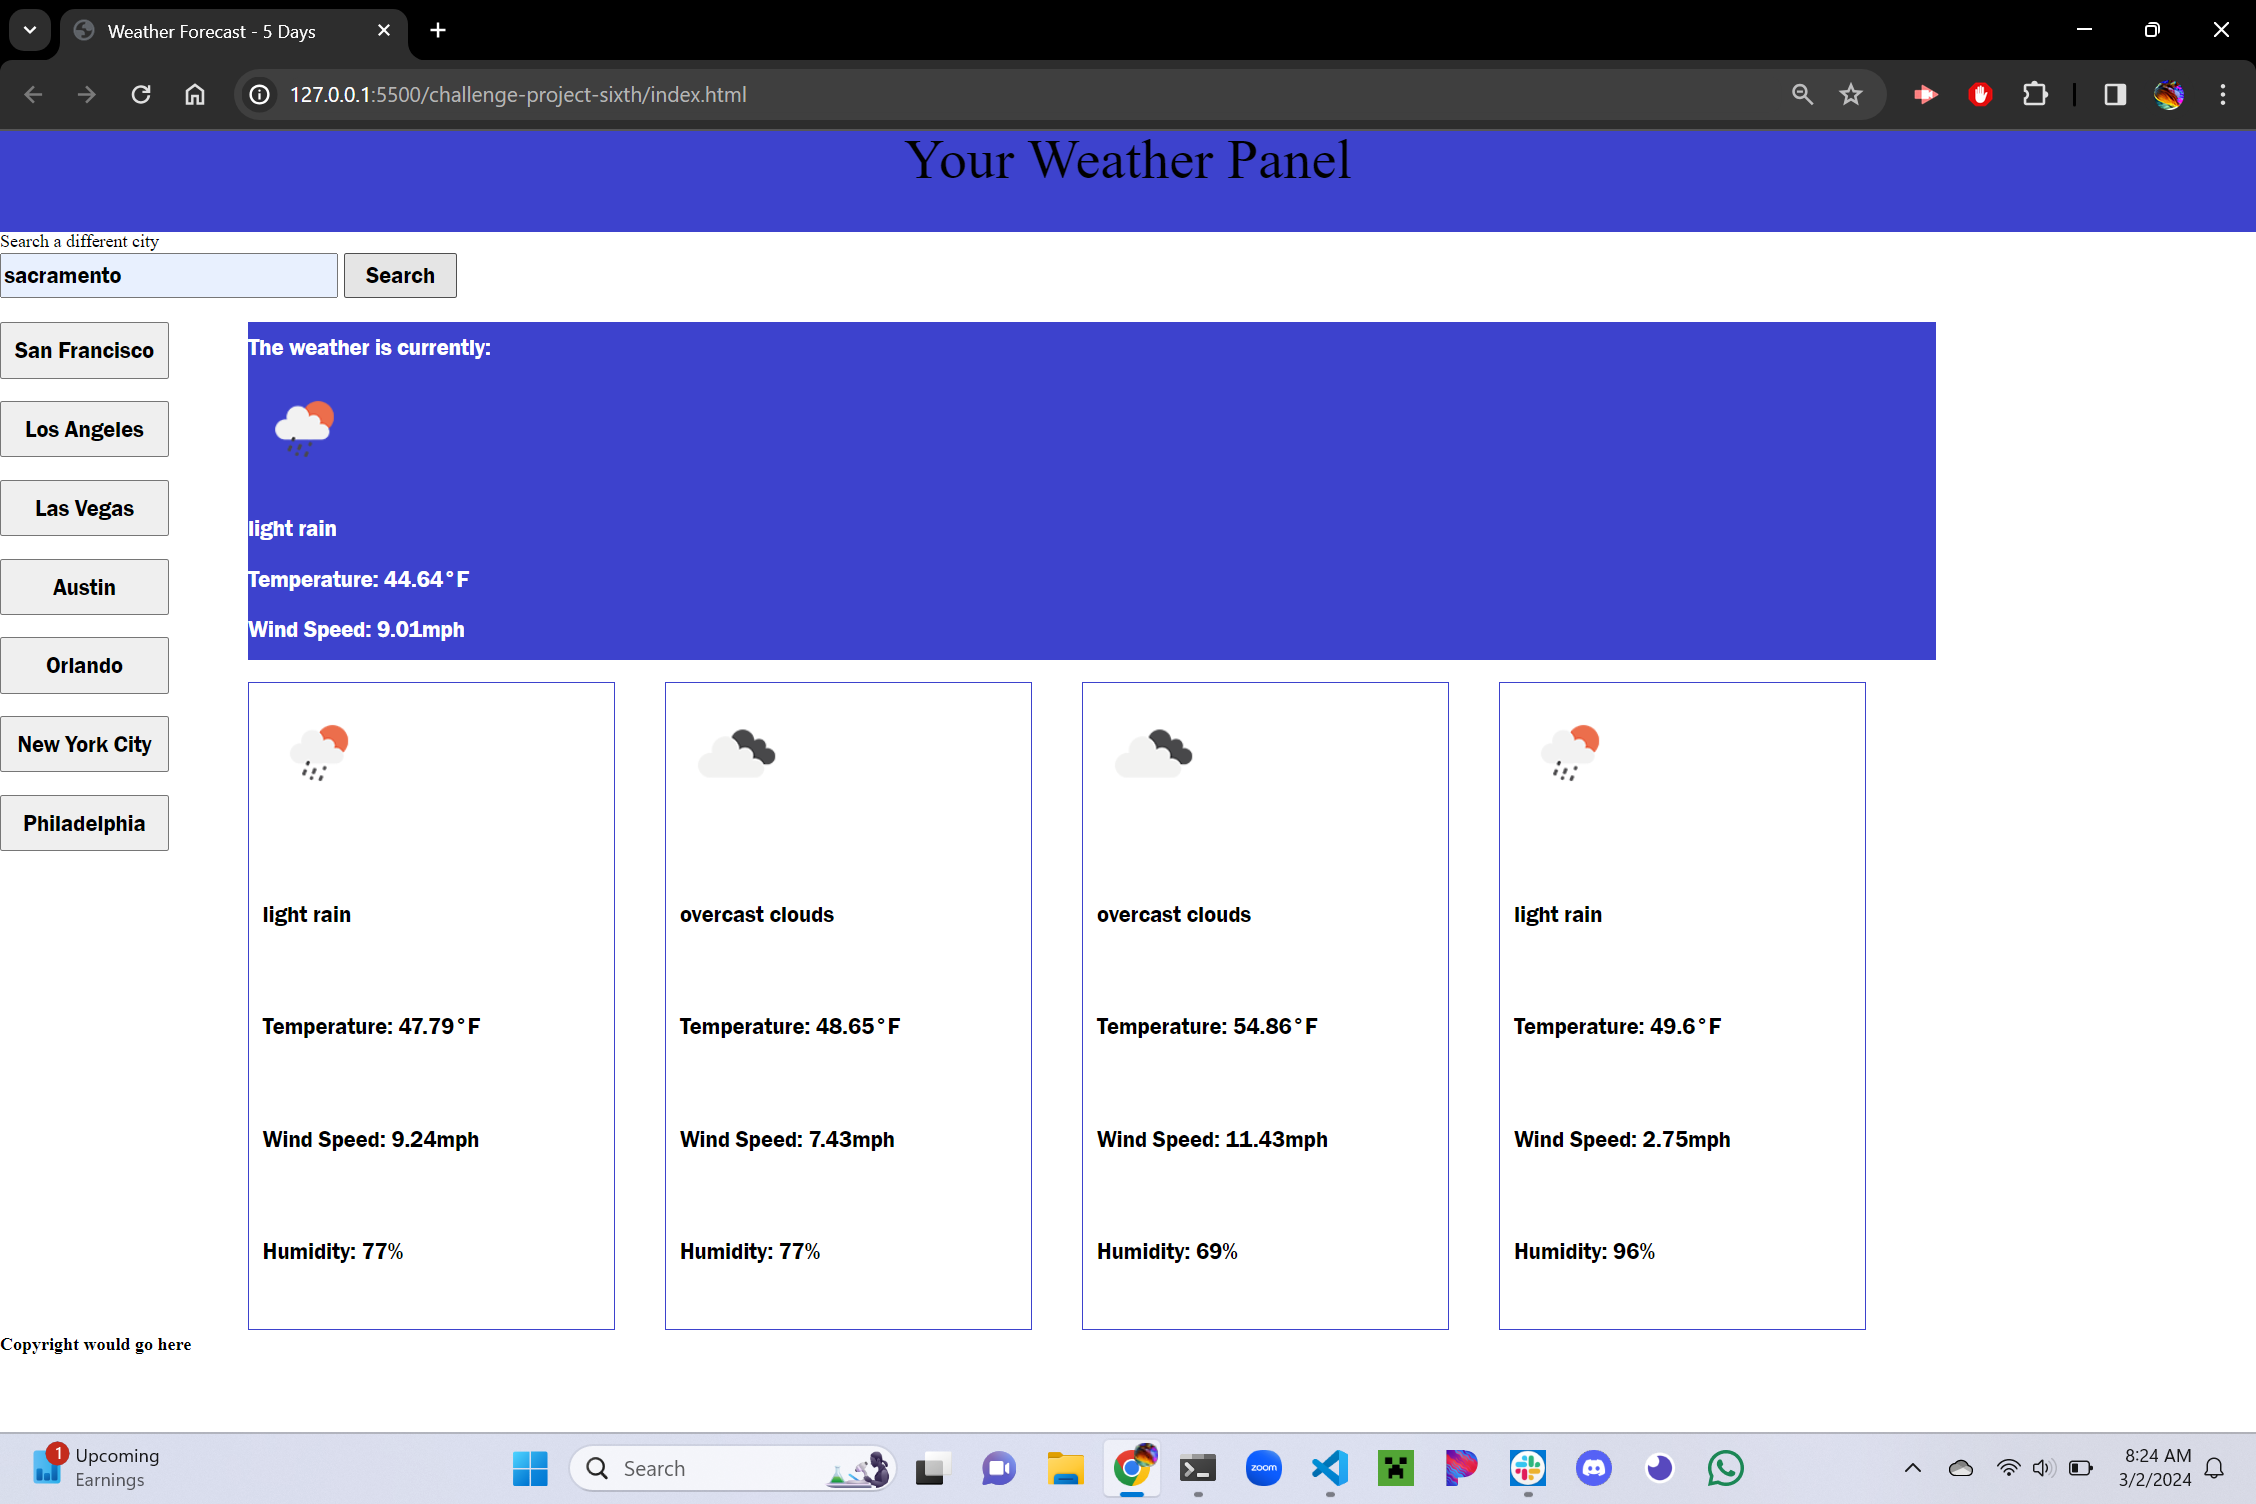 Weather Forecast - 5 Days
127.0.0.1:5500/challenge-project-sixth/index.html
Your Weather Panel
Search a different city
sacramento
Search
San Francisco
Los Angeles
Las Vegas
Austin
Orlando
New York City
Philadelphia
The weather is currently:
light rain
Temperature: 44.64°F
Wind Speed: 9.01mph
light rain
Temperature: 47.79°F
Wind Speed: 9.24mph
Humidity: 77%
overcast clouds
Temperature: 48.65°F
Wind Speed: 7.43mph
Humidity: 77%
overcast clouds
Temperature: 54.86°F
Wind Speed: 11.43mph
Humidity: 69%
light rain
Temperature: 49.6°F
Wind Speed: 2.75mph
Humidity: 96%
Copyright would go here
1
Upcoming
Earnings
Search
zoom
8:24 AM
3/2/2024